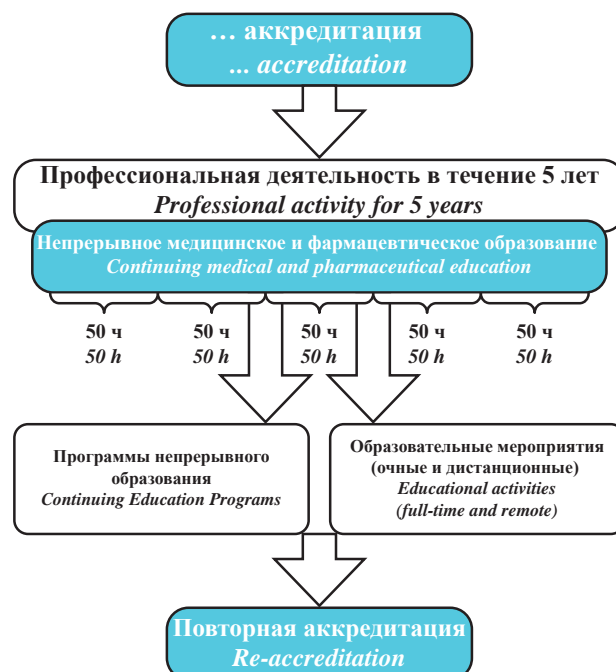 … аккредитация
... accreditation
Профессиональная деятельность в течение 5 лет
Professional activity for 5 years
Непрерывное медицинское и фармацевтическое образование
Continuing medical and pharmaceutical education
50 ч 50 ч 50 ч 50 ч 50 ч
50 h 50 h 50 h 50 h 50 h
Программы непрерывного
образования
Continuing Education Programs
Образовательные мероприятия
(очные и дистанционные)
Educational activities
(full-time and remote)
Повторная аккредитация
Re-accreditation